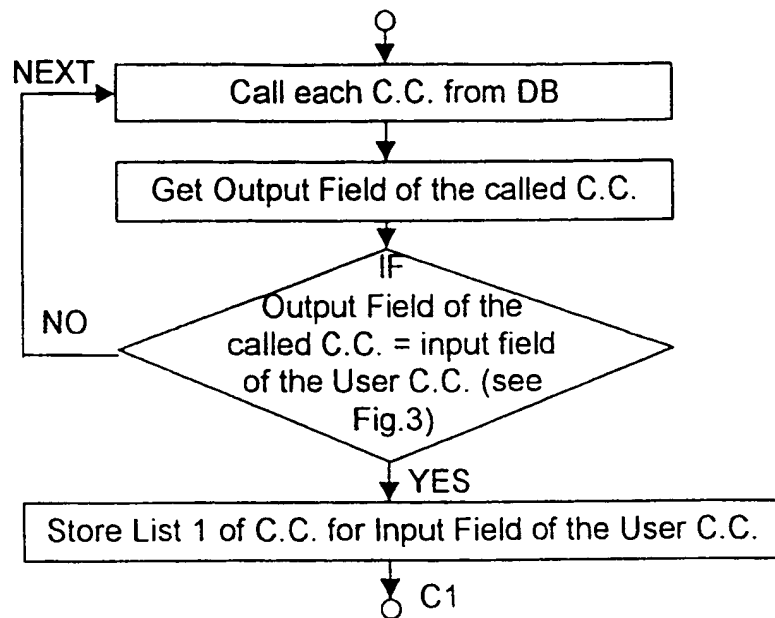 NEXT
Call each C.C. from DB
Get Output Field of the called C.C.
IF
Output Field of the
called C.C. = input field
of the User C.C. (see
Fig.3)
NO
YES
Store List 1 of C.C. for Input Field of the User C.C.
C1